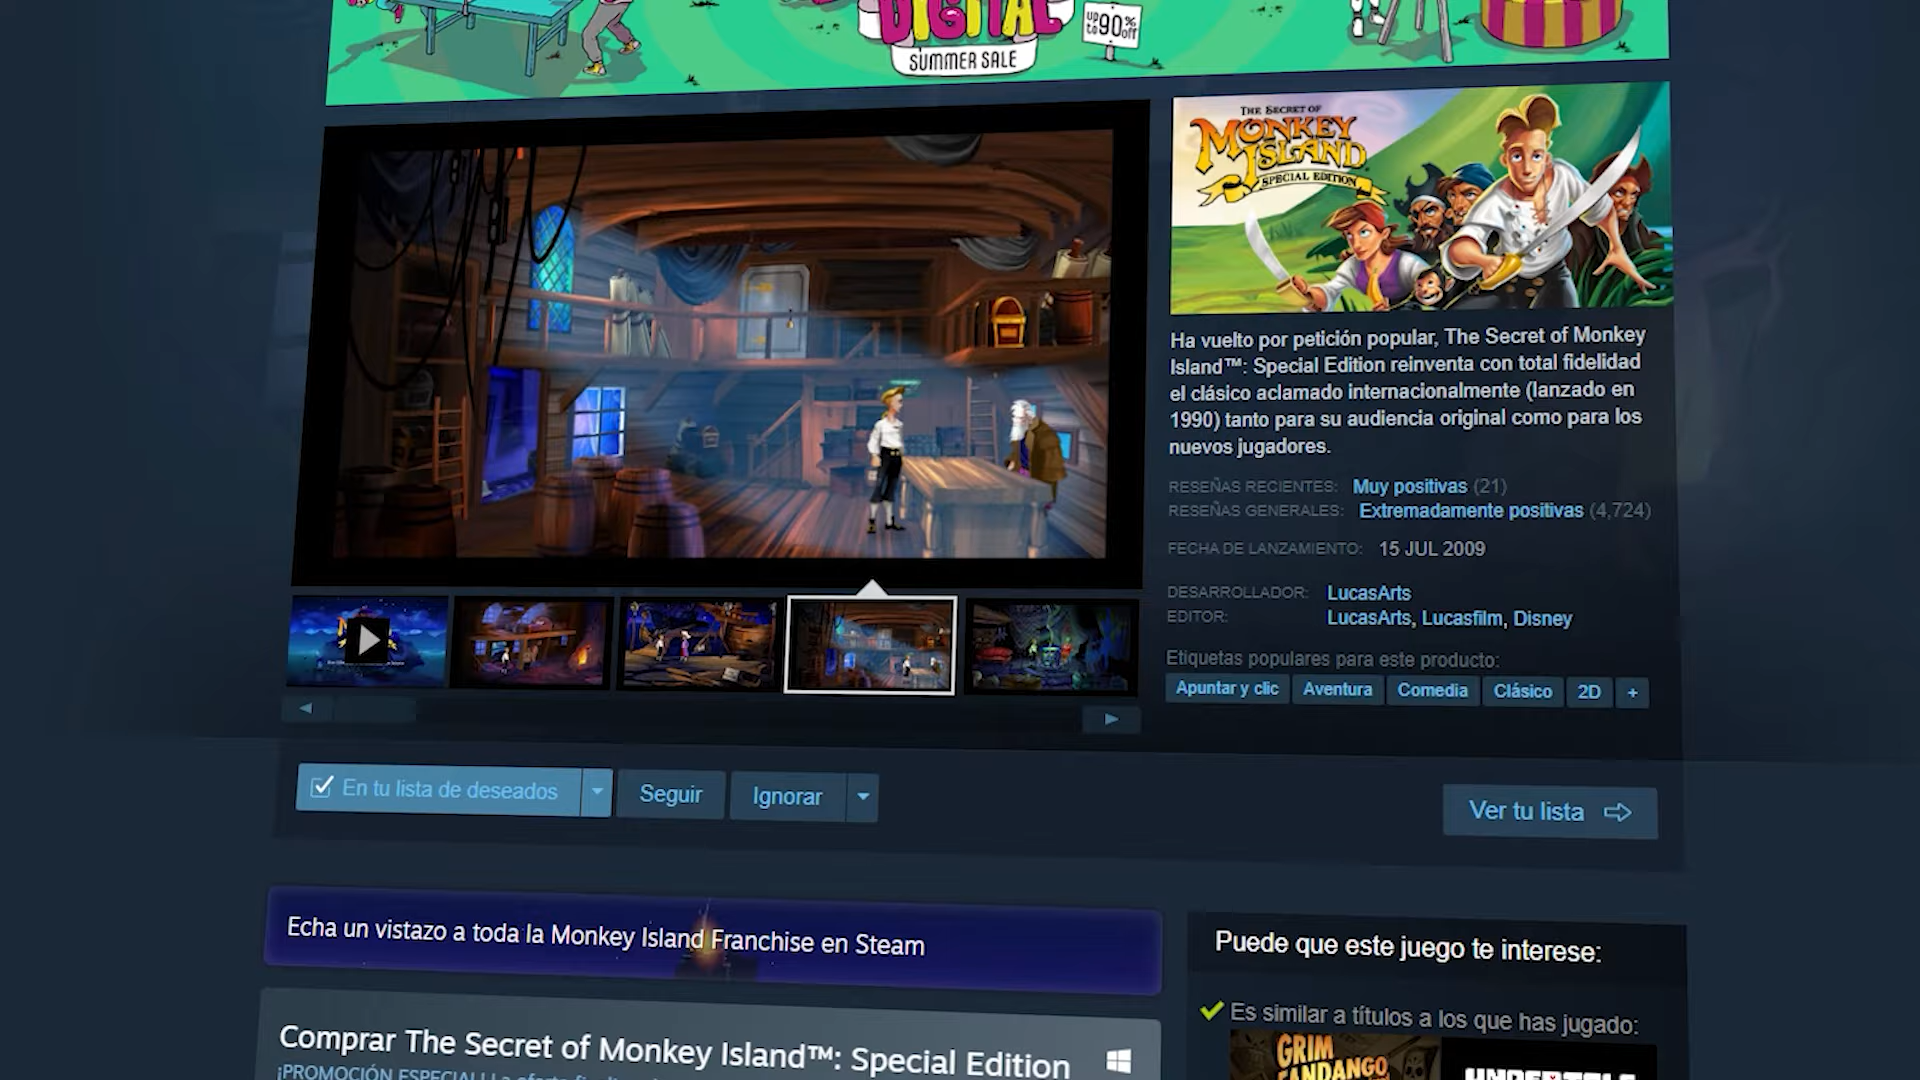 DIGITAL
up to 90% off
SUMMER SALE
THE SECRET OF
MONKEY
ISLAND
SPECIAL EDITION
Ha vuelto por petición popular, The Secret of Monkey
Island™: Special Edition reinventa con total fidelidad
el clásico aclamado internacionalmente (lanzado en
1990) tanto para su audiencia original como para los
nuevos jugadores.
RESEÑAS RECIENTES: Muy positivas (21)
RESEÑAS GENERALES: Extremadamente positivas (4,724)
FECHA DE LANZAMIENTO: 15 JUL 2009
DESARROLLADOR: LucasArts
EDITOR: LucasArts, Lucasfilm, Disney
Etiquetas populares para este producto:
Apuntar y clic Aventura Comedia Clásico 2D +
En tu lista de deseados Seguir Ignorar Ver tu lista
Echa un vistazo a toda la Monkey Island Franchise en Steam
Comprar The Secret of Monkey Island™: Special Edition
¡PROMOCIÓN ESPECIAL! La oferta
Puede que este juego te interese:
Es similar a títulos a los que has jugado:
GRIM
FANDANGO
UNDERTALE